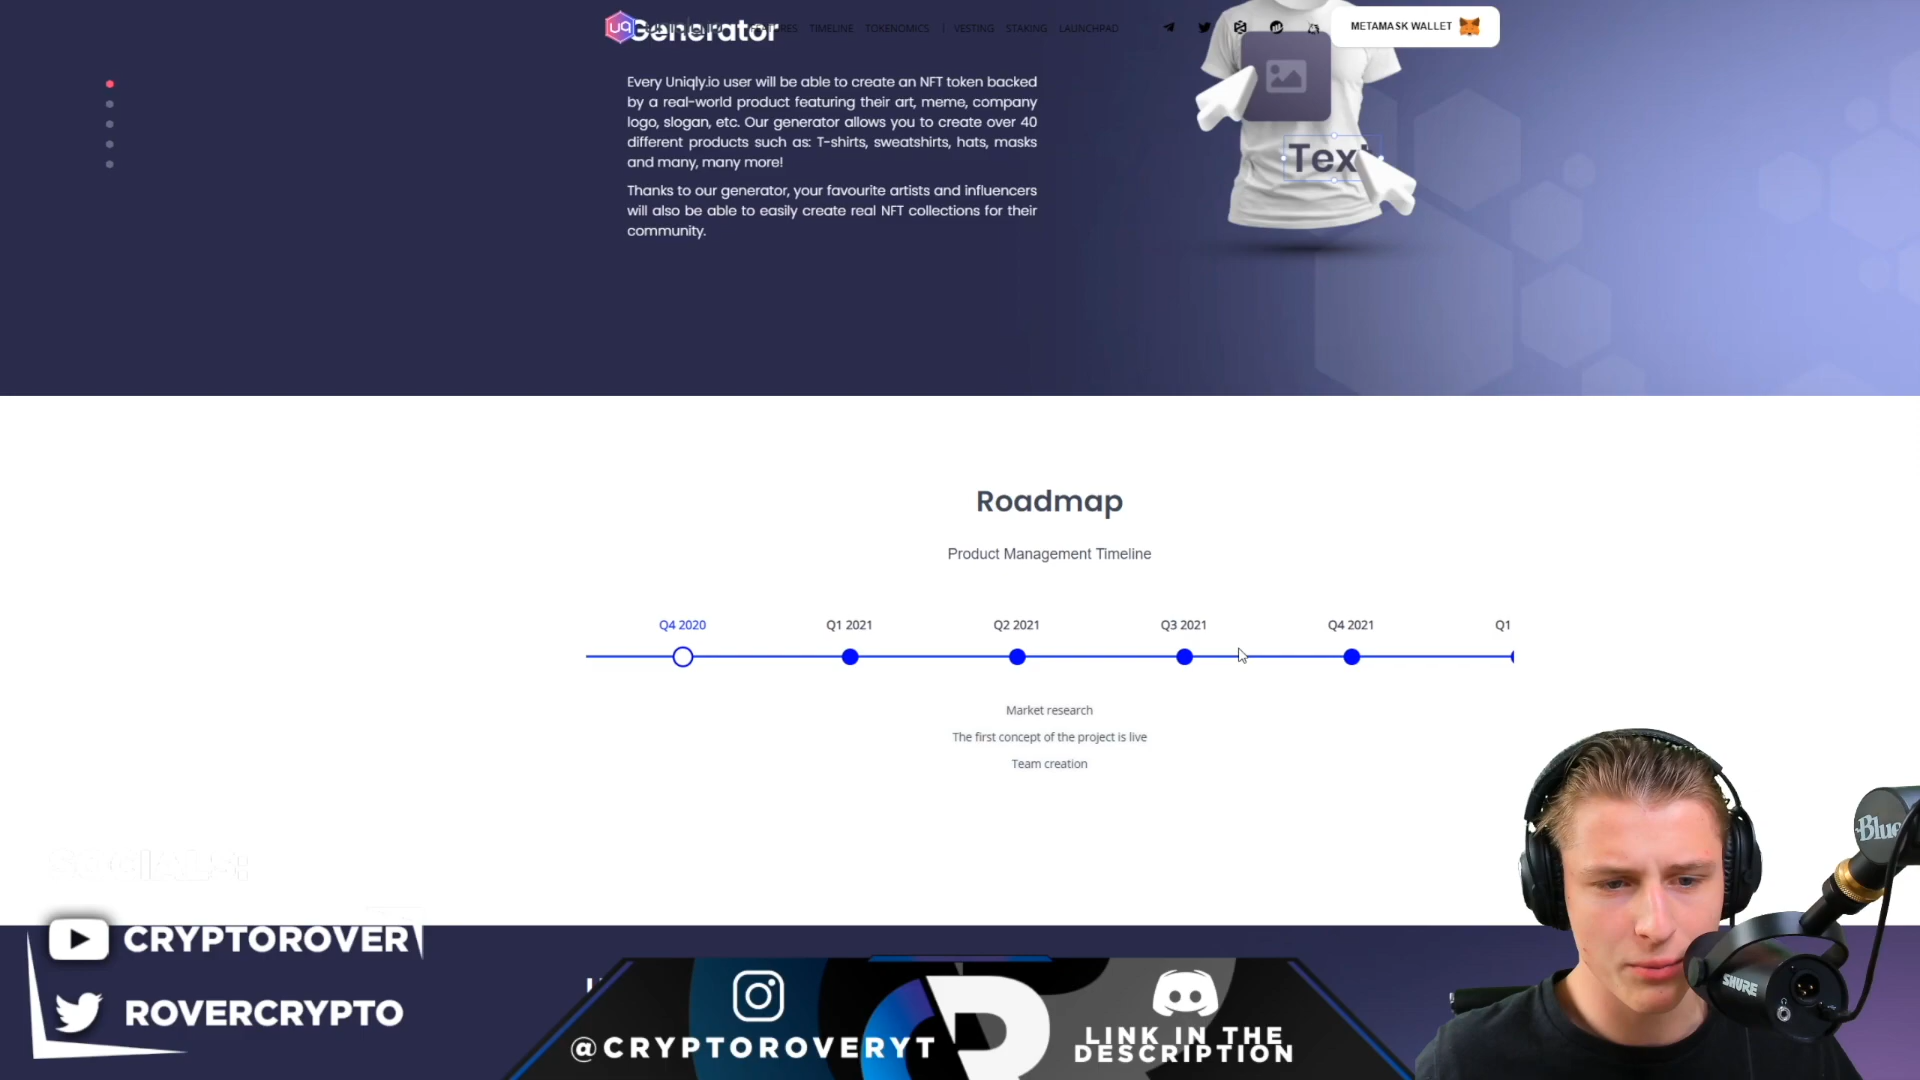 uq Generator
TIMELINE TOKENOMICS | VESTING STAKING LAUNCHPAD
METAMASK WALLET
Every Uniqly.io user will be able to create an NFT token backed
by a real-world product featuring their art, meme, company
logo, slogan, etc. Our generator allows you to create over 40
different products such as: T-shirts, sweatshirts, hats, masks
and many, many more!
Thanks to our generator, your favourite artists and influencers
will also be able to easily create real NFT collections for their
community.
Roadmap
Product Management Timeline
Q4 2020 Q1 2021 Q2 2021 Q3 2021 Q4 2021 Q1
Market research
The first concept of the project is live
Team creation
CRYPTOROVER
ROVERCRYPTO
@CRYPTOROVERYT
LINK IN THE
DESCRIPTION
Blue
SHURE